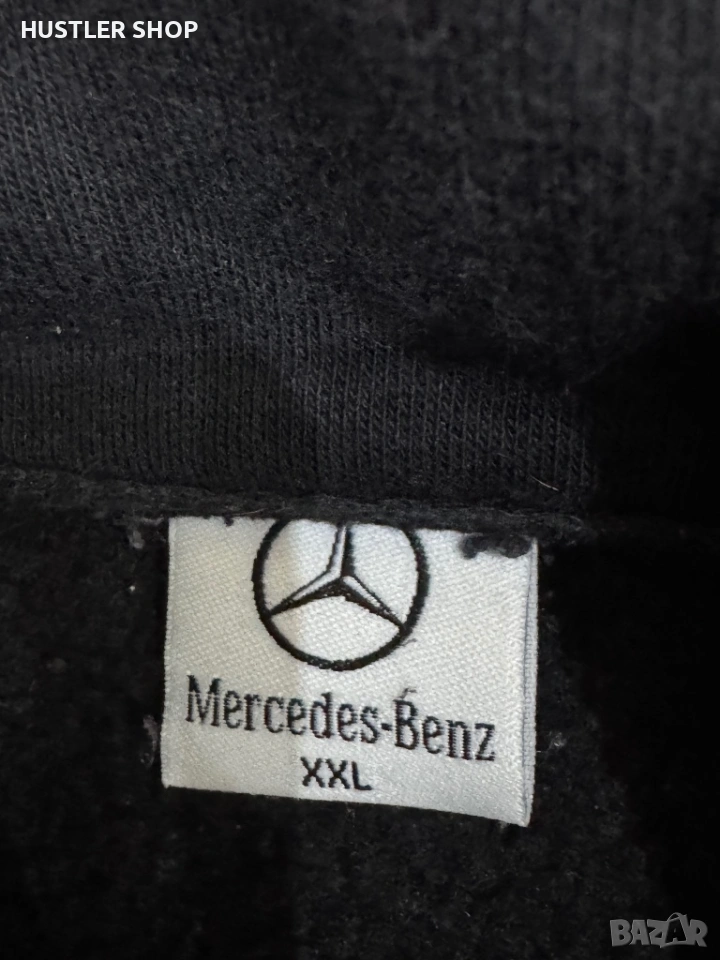 HUSTLER SHOP
Mercedes-Benz
XXL
BAZAR